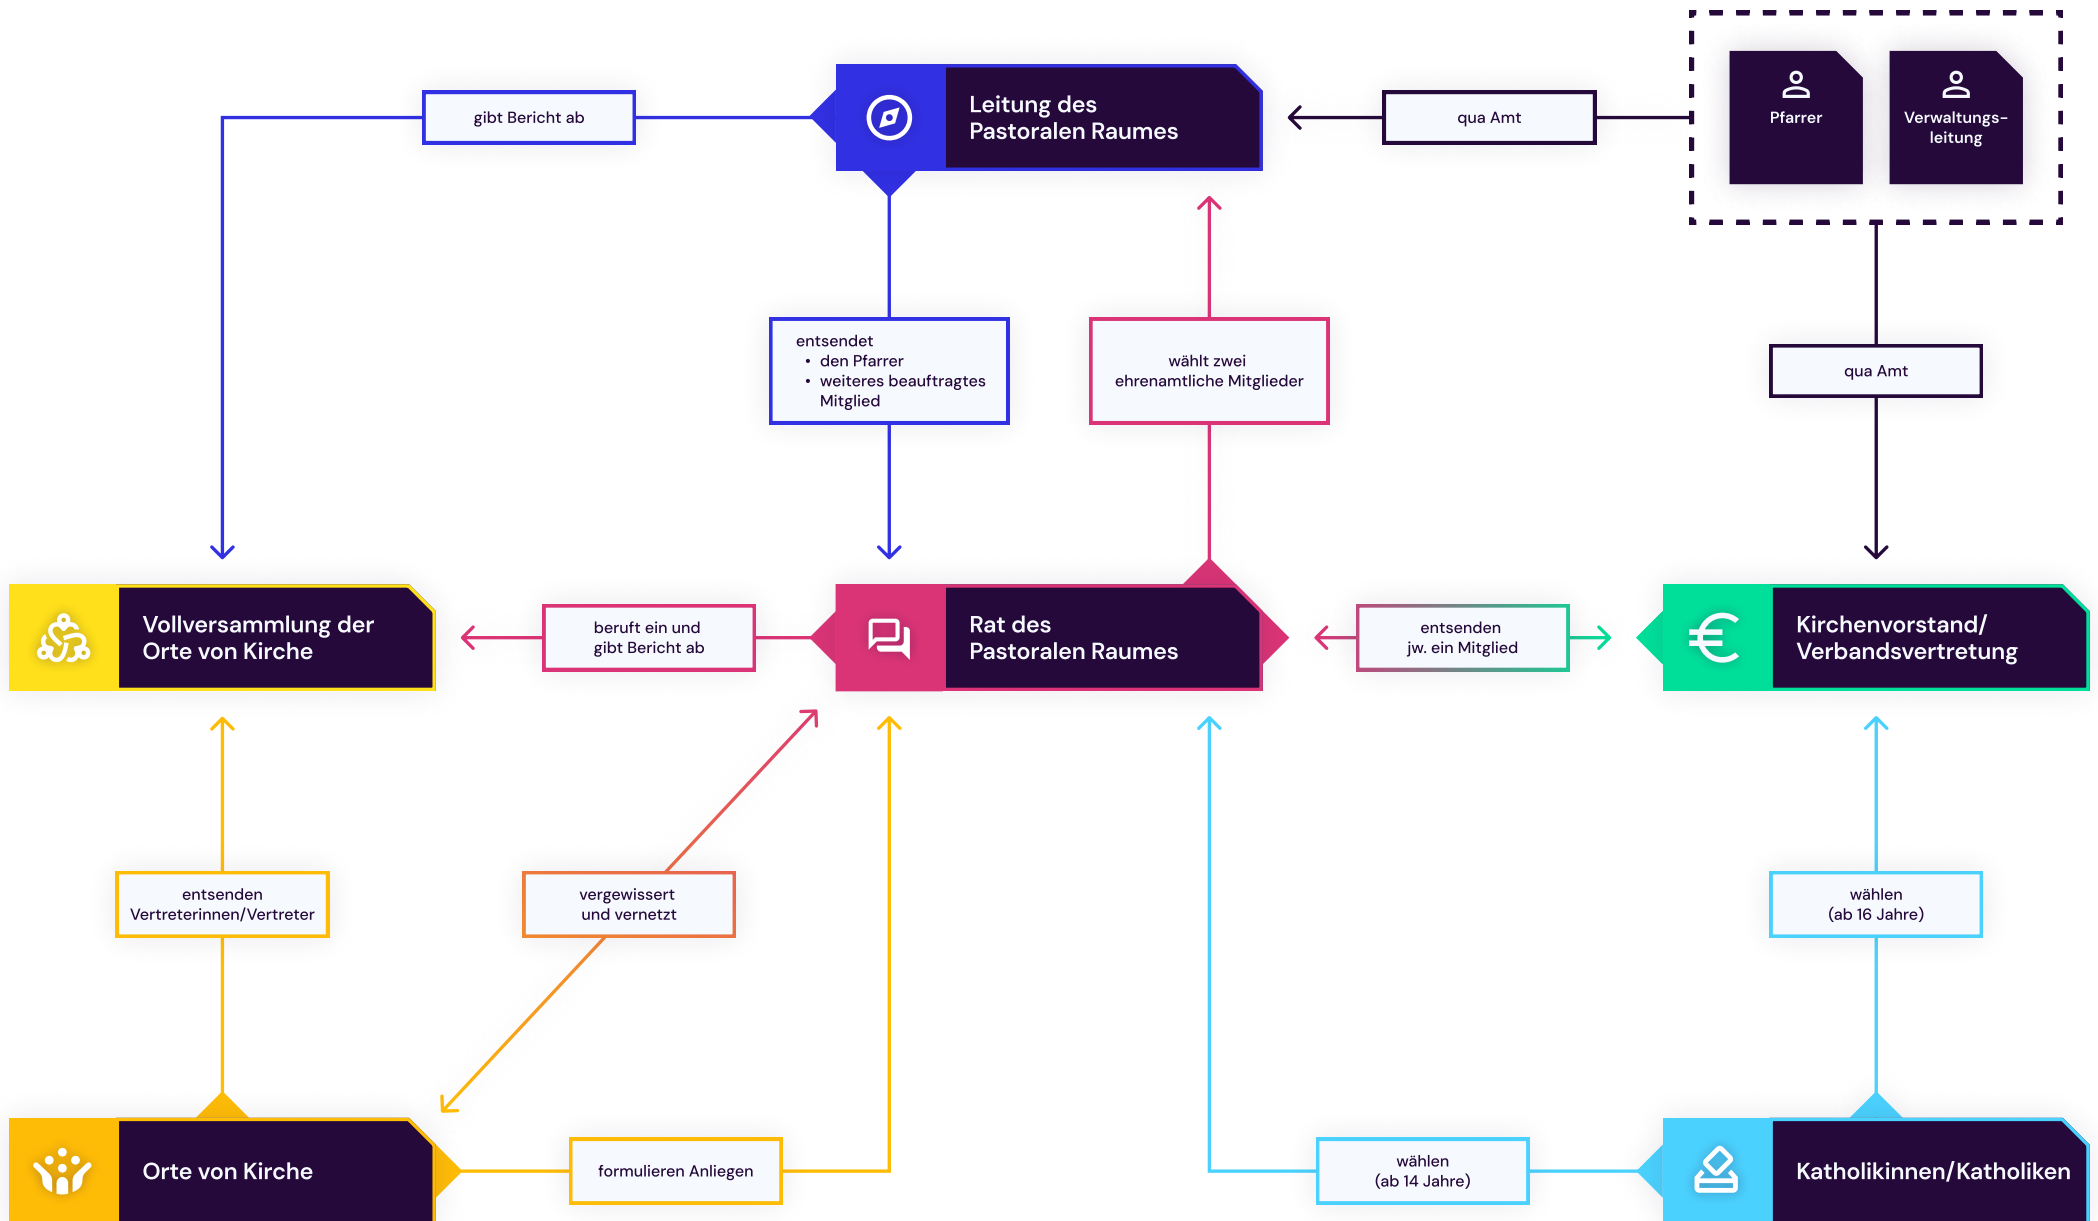 gibt Bericht ab
Leitung des
Pastoralen Raumes
qua Amt
Pfarrer
Verwaltungs-
leitung
entsendet
• den Pfarrer
• weiteres beauftragtes
Mitglied
wählt zwei
ehrenamtliche Mitglieder
qua Amt
Vollversammlung der
Orte von Kirche
beruft ein und
gibt Bericht ab
Rat des
Pastoralen Raumes
entsenden
jw. ein Mitglied
Kirchenvorstand/
Verbandsvertretung
entsenden
Vertreterinnen/Vertreter
vergewissert
und vernetzt
wählen
(ab 16 Jahre)
Orte von Kirche
formulieren Anliegen
wählen
(ab 14 Jahre)
Katholikinnen/Katholiken